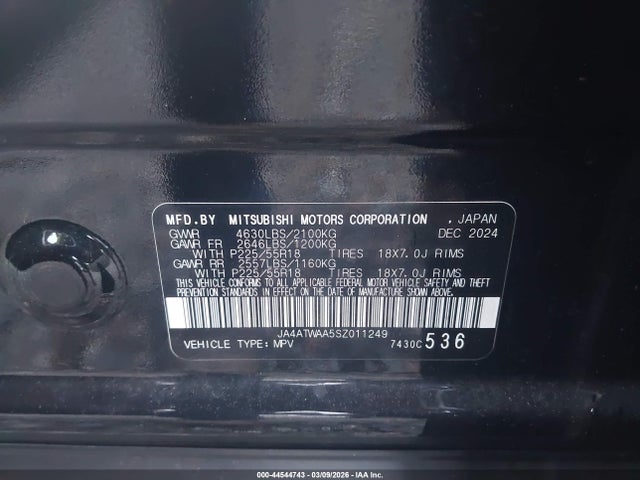 MFD.BY MITSUBISHI MOTORS CORPORATION , JAPAN
GVWR 4630LBS/2100KG DEC 2024
GAWR FR 2646LBS/1200KG
WITH P225/55R18 TIRES 18X7.0J RIMS
GAWR RR 2557LBS/1160KG
WITH P225/55R18 TIRES 18X7.0J RIMS
THIS VEHICLE CONFORMS TO ALL APPLICABLE FEDERAL MOTOR VEHICLE SAFETY, BUMPER, AND THEFT
PREVENTION STANDARDS IN EFFECT ON THE DATE OF MANUFACTURE SHOWN ABOVE.
JA4ATWAA5SZ011249
VEHICLE TYPE: MPV 7430C 536
000-44544743 - 03/09/2026 - IAA Inc.